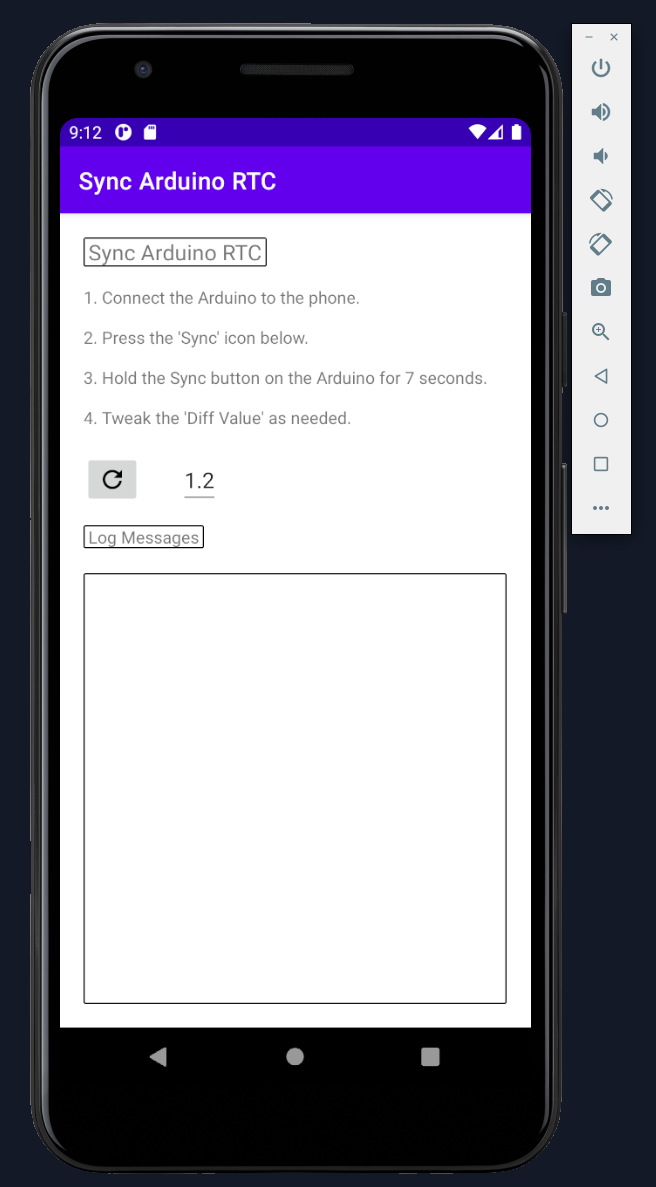 9:12
Sync Arduino RTC
Sync Arduino RTC
1. Connect the Arduino to the phone.
2. Press the 'Sync' icon below.
3. Hold the Sync button on the Arduino for 7 seconds.
4. Tweak the 'Diff Value' as needed.
1.2
Log Messages